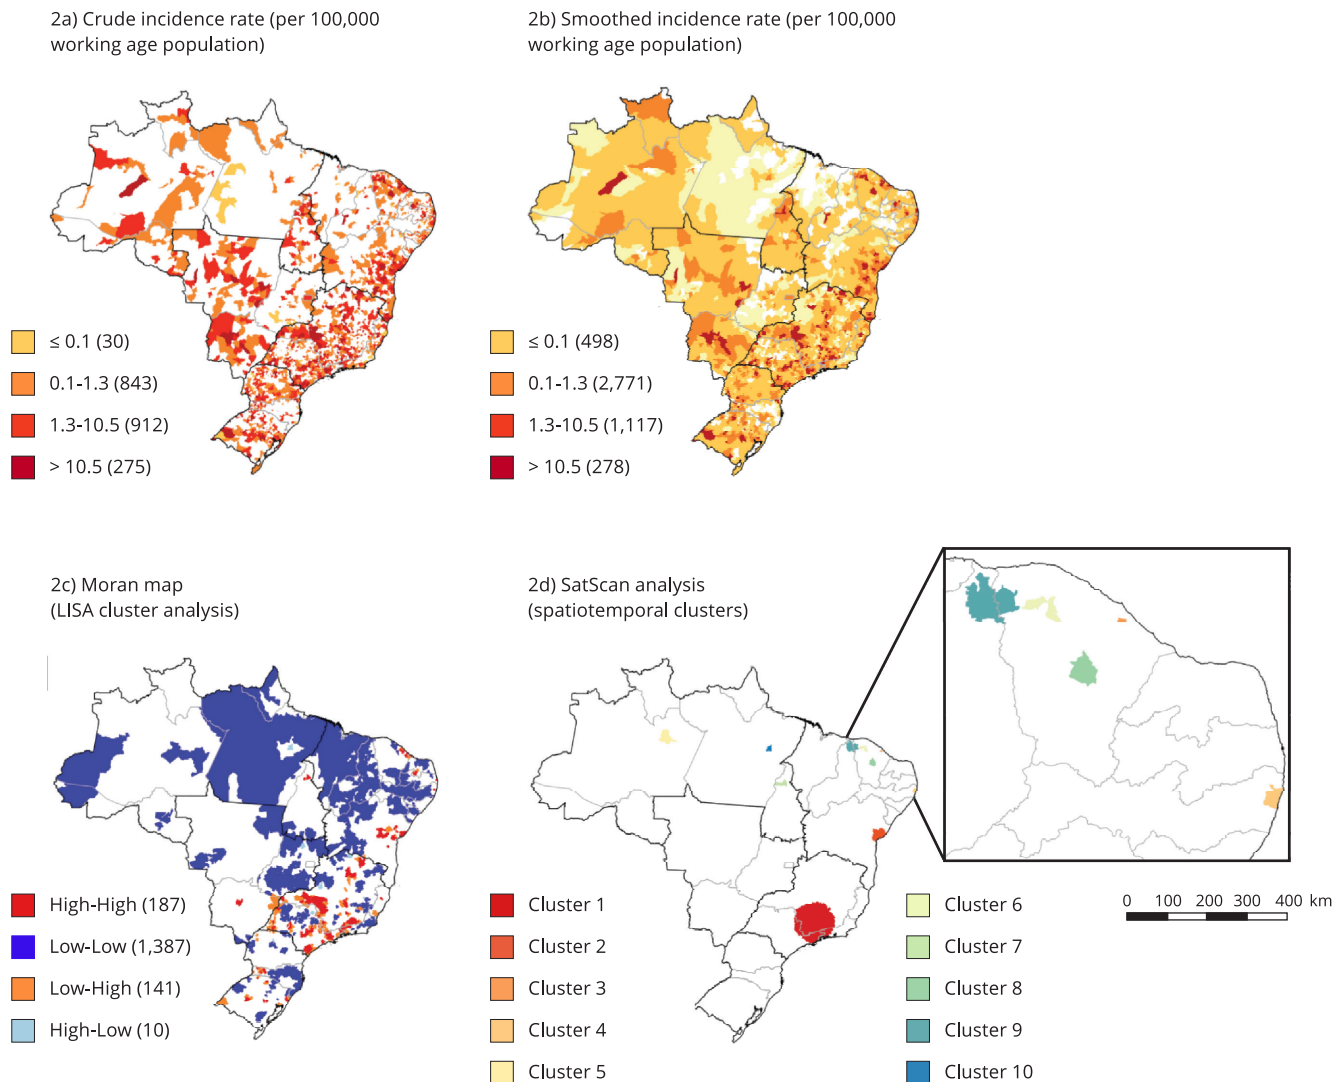 2a) Crude incidence rate (per 100,000
working age population)
≤ 0.1 (30)
0.1-1.3 (843)
1.3-10.5 (912)
> 10.5 (275)
2b) Smoothed incidence rate (per 100,000
working age population)
≤ 0.1 (498)
0.1-1.3 (2,771)
1.3-10.5 (1,117)
> 10.5 (278)
2c) Moran map
(LISA cluster analysis)
High-High (187)
Low-Low (1,387)
Low-High (141)
High-Low (10)
2d) SatScan analysis
(spatiotemporal clusters)
Cluster 1
Cluster 2
Cluster 3
Cluster 4
Cluster 5
Cluster 6
Cluster 7
Cluster 8
Cluster 9
Cluster 10
0 100 200 300 400 km